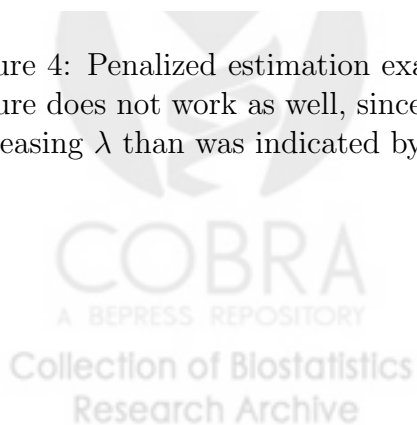 ure 4: Penalized estimation exa
ure does not work as well, since
easing λ than was indicated by
COBRA
A BEPRESS REPOSITORY
Collection of Biostatistics
Research Archive